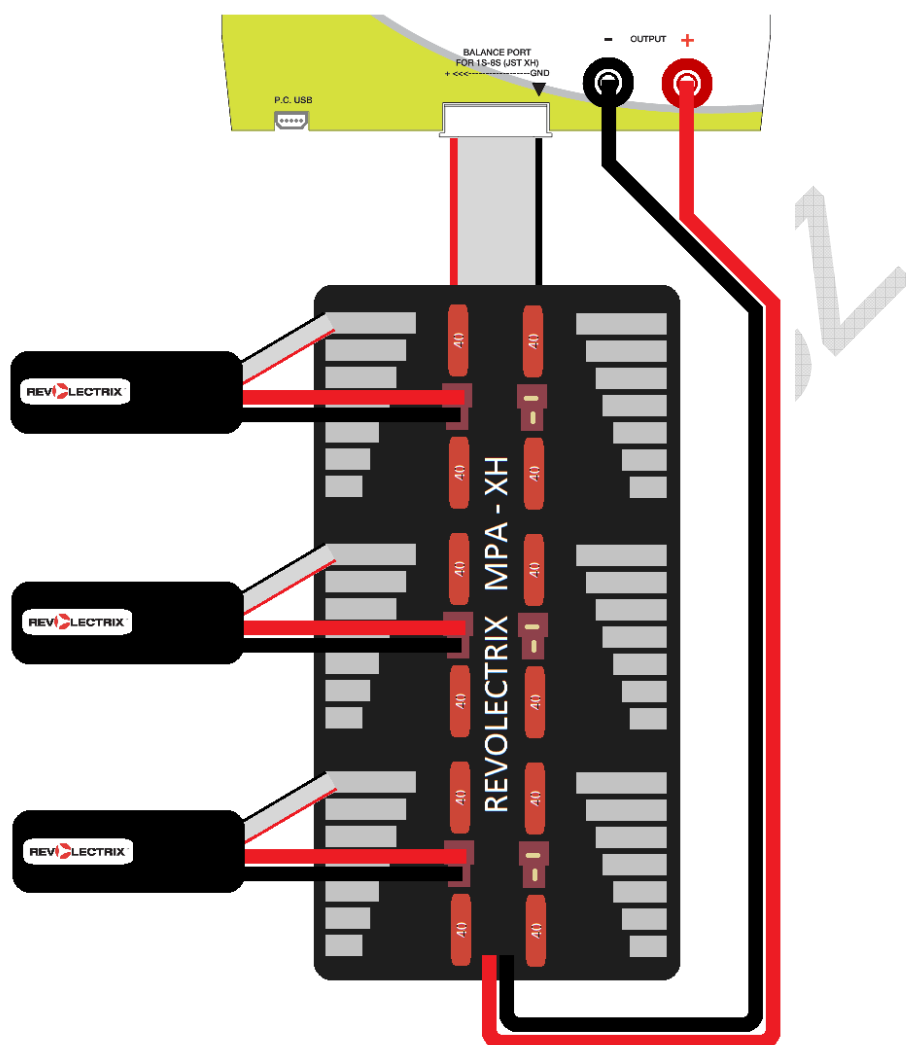 - OUTPUT +
BALANCE PORT
FOR 1S-8S (JST XH)
+ <<<-------------------GND
P.C. USB
40 40
REVOLECTRIX
40 40
40 40
REVOLECTRIX
40 40
40 40
REVOLECTRIX
40 40
REVOLECTRIX MPA - XH